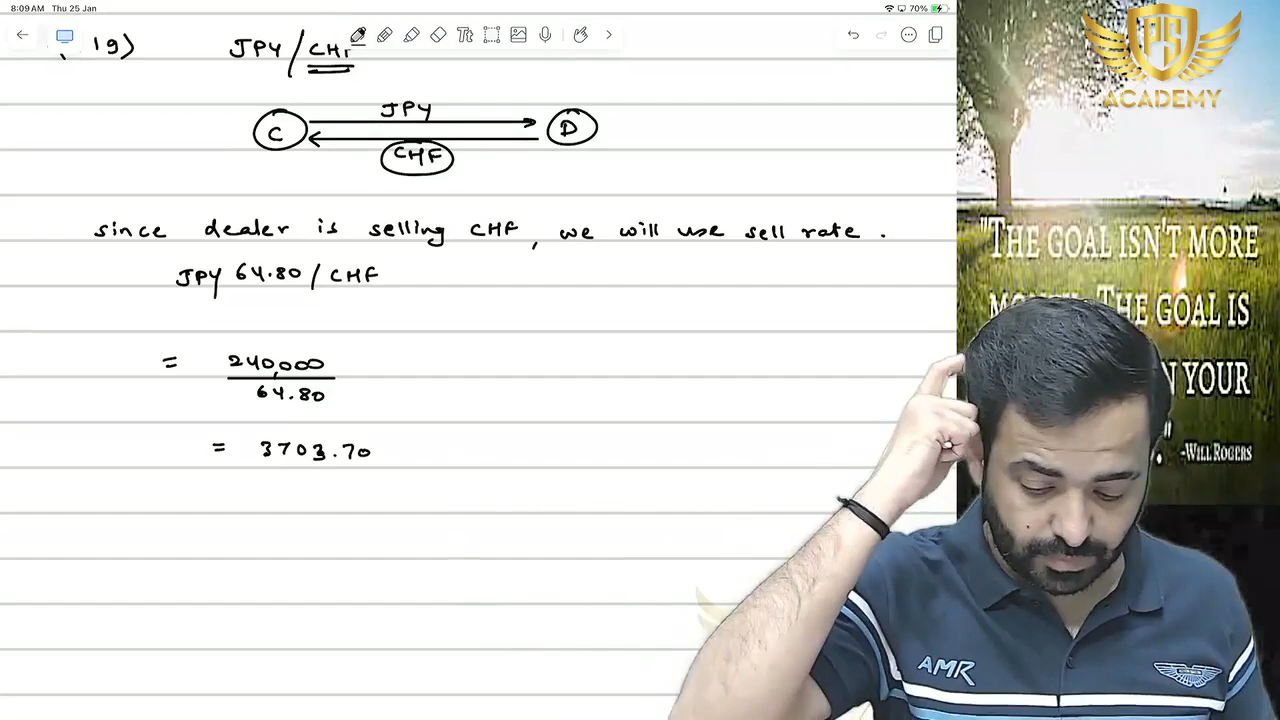 8:09 AM Thu 25 Jan
70%
19) JPY / CHF
Tt
JPY
C D
CHF
since dealer is selling CHF, we will use sell rate.
JPY 64.80 / CHF
= 240,000
64.80
= 3703.70
PS
ACADEMY
"THE GOAL ISN'T MORE
THE GOAL IS
YOUR
." -WILL ROGERS
AMR